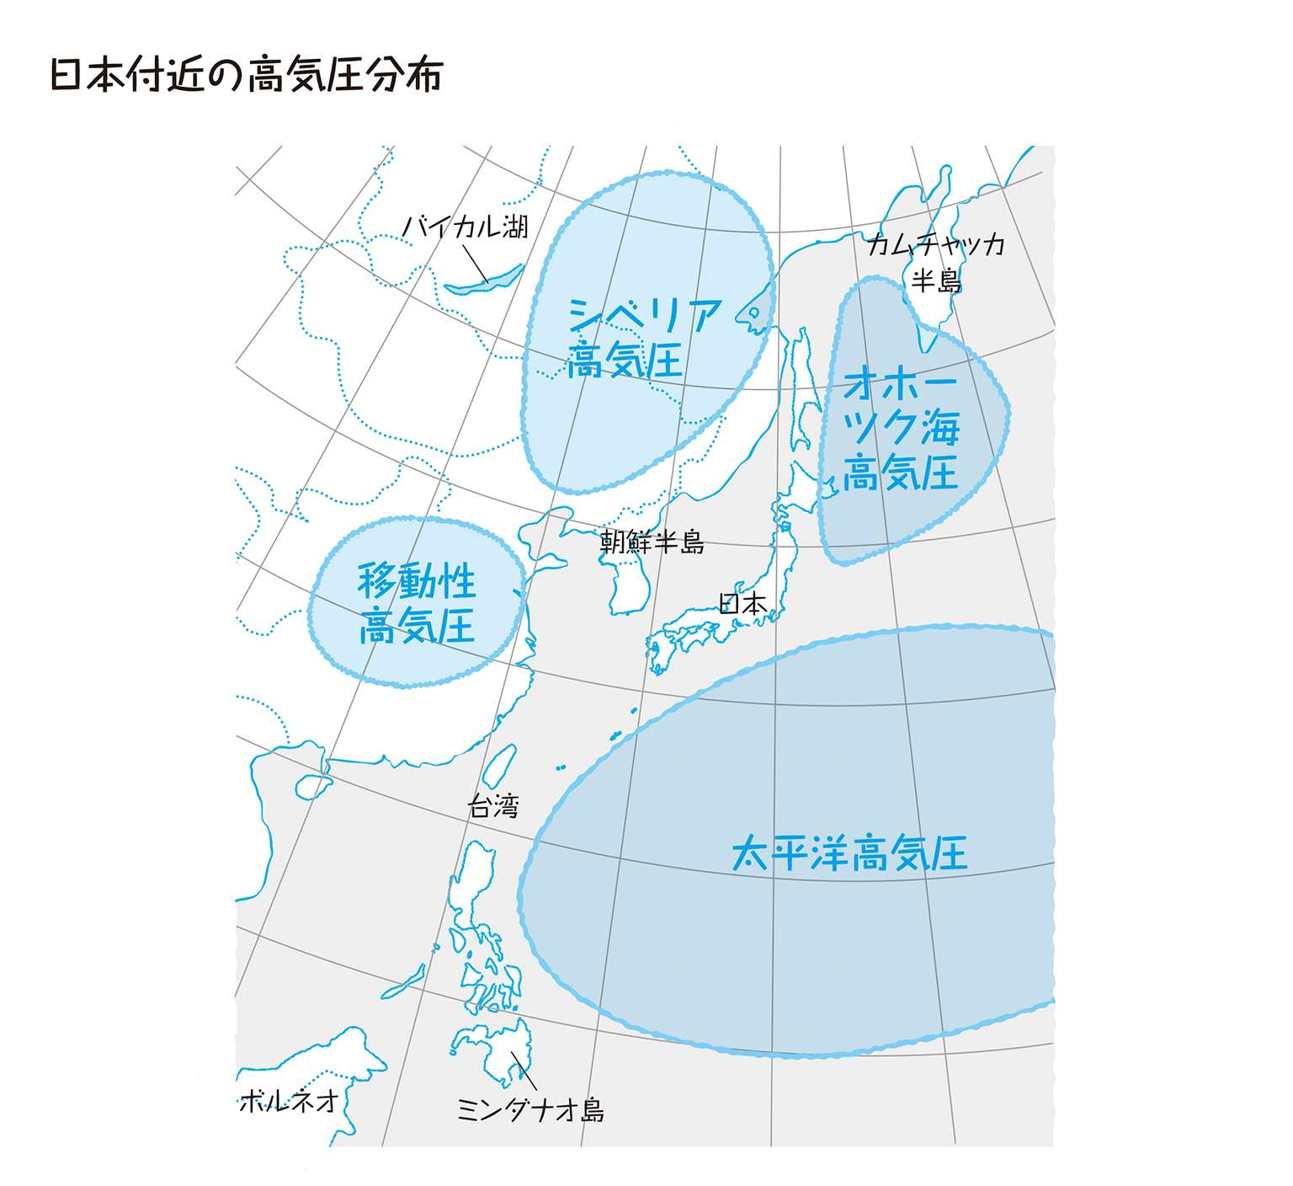 日本付近の高気圧分布
バイカル湖
カムチャッカ
半島
シベリア
高気圧
オホー
ツク海
高気圧
朝鮮半島
移動性
高気圧
日本
台湾
太平洋高気圧
ボルネオ
ミンダナオ島